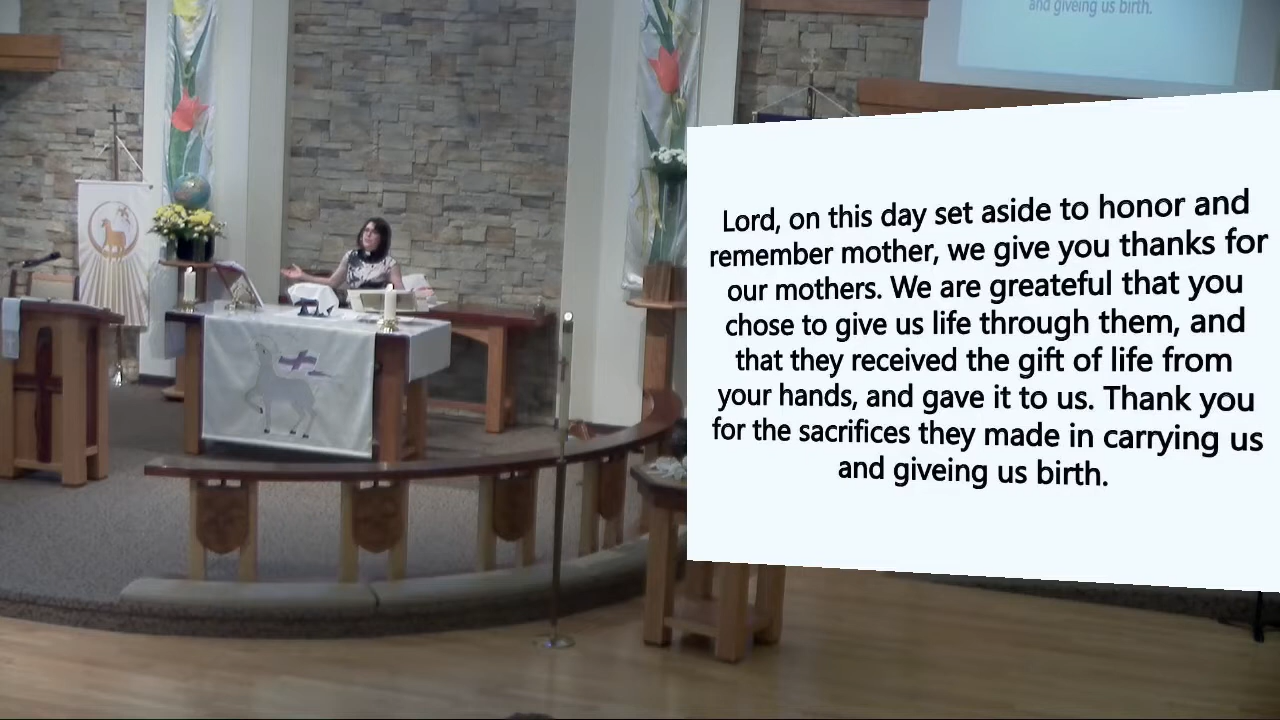 and giveing us birth.
Lord, on this day set aside to honor and
remember mother, we give you thanks for
our mothers. We are greateful that you
chose to give us life through them, and
that they received the gift of life from
your hands, and gave it to us. Thank you
for the sacrifices they made in carrying us
and giveing us birth.